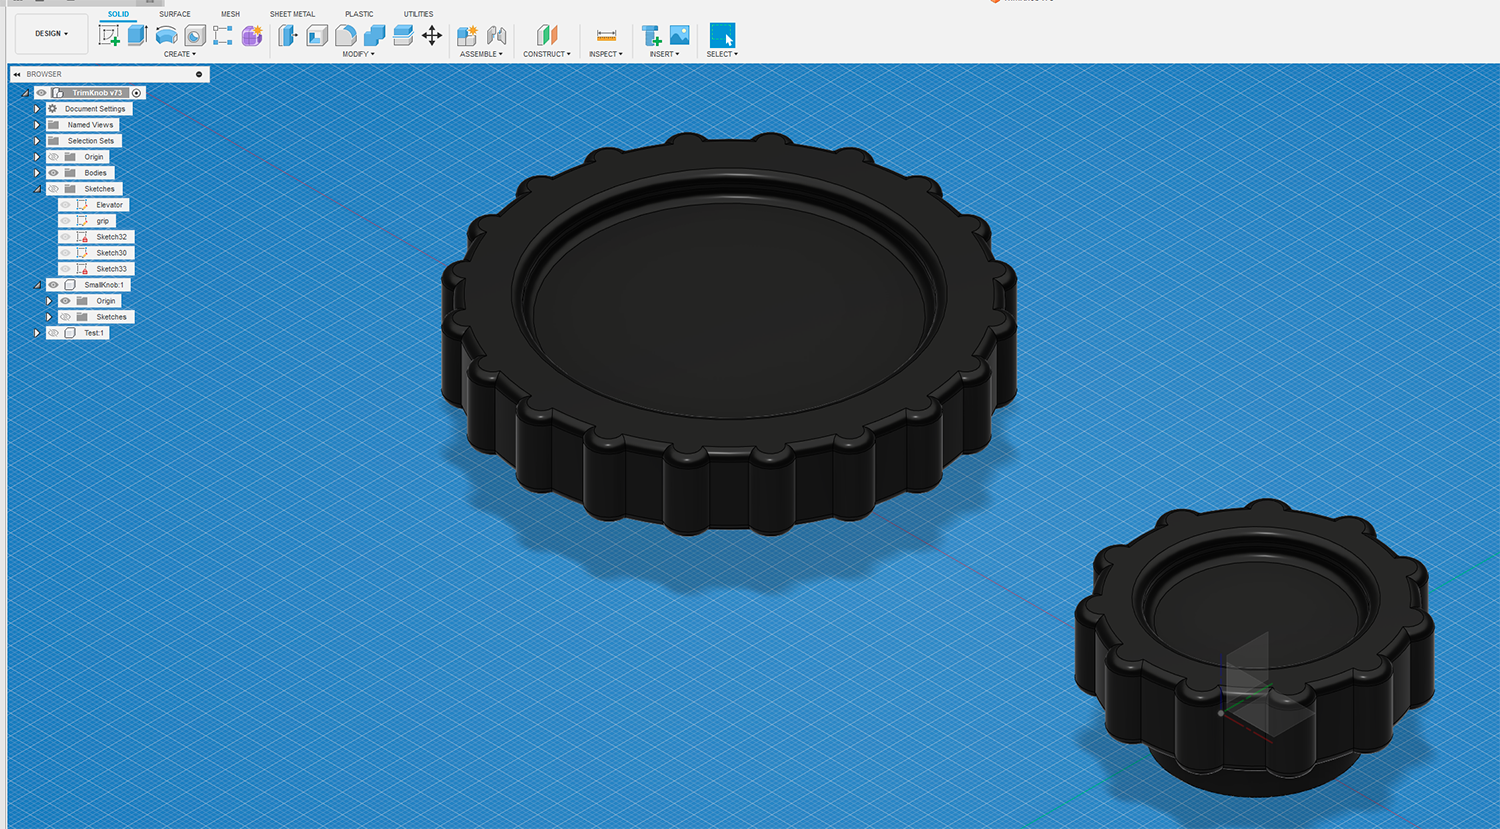 SOLID SURFACE MESH SHEET METAL PLASTIC UTILITIES
DESIGN
CREATE MODIFY ASSEMBLE CONSTRUCT INSPECT INSERT SELECT
BROWSER
TrimKnob v73
Document Settings
Named Views
Selection Sets
Origin
Bodies
Sketches
Elevator
grip
Sketch32
Sketch30
Sketch33
SmallKnob:1
Origin
Sketches
Test:1